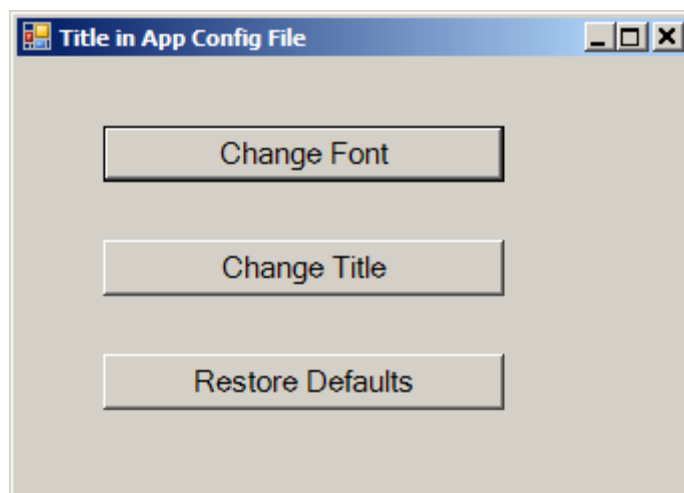 Title in App Config File
Change Font
Change Title
Restore Defaults